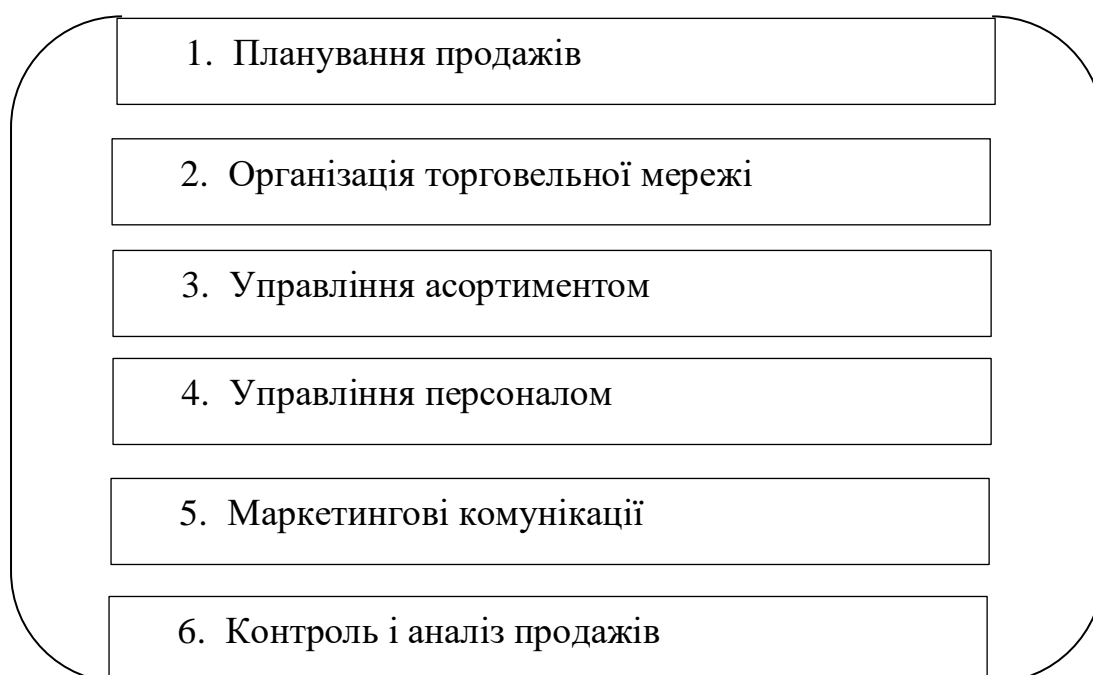 1. Планування продажів
2. Організація торговельної мережі
3. Управління асортиментом
4. Управління персоналом
5. Маркетингові комунікації
6. Контроль і аналіз продажів